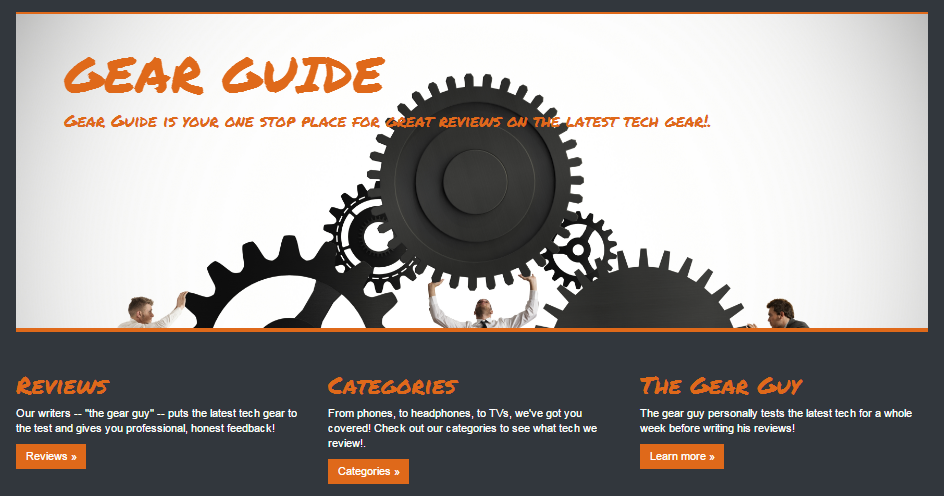 Gear Guide
Gear Guide is your one stop place for great reviews on the latest tech gear!.
Reviews
Our writers -- "the gear guy" -- puts the latest tech gear to
the test and gives you professional, honest feedback!
Reviews »
Categories
From phones, to headphones, to TVs, we've got you
covered! Check out our categories to see what tech we
review!.
Categories »
The Gear Guy
The gear guy personally tests the latest tech for a whole
week before writing his reviews!
Learn more »